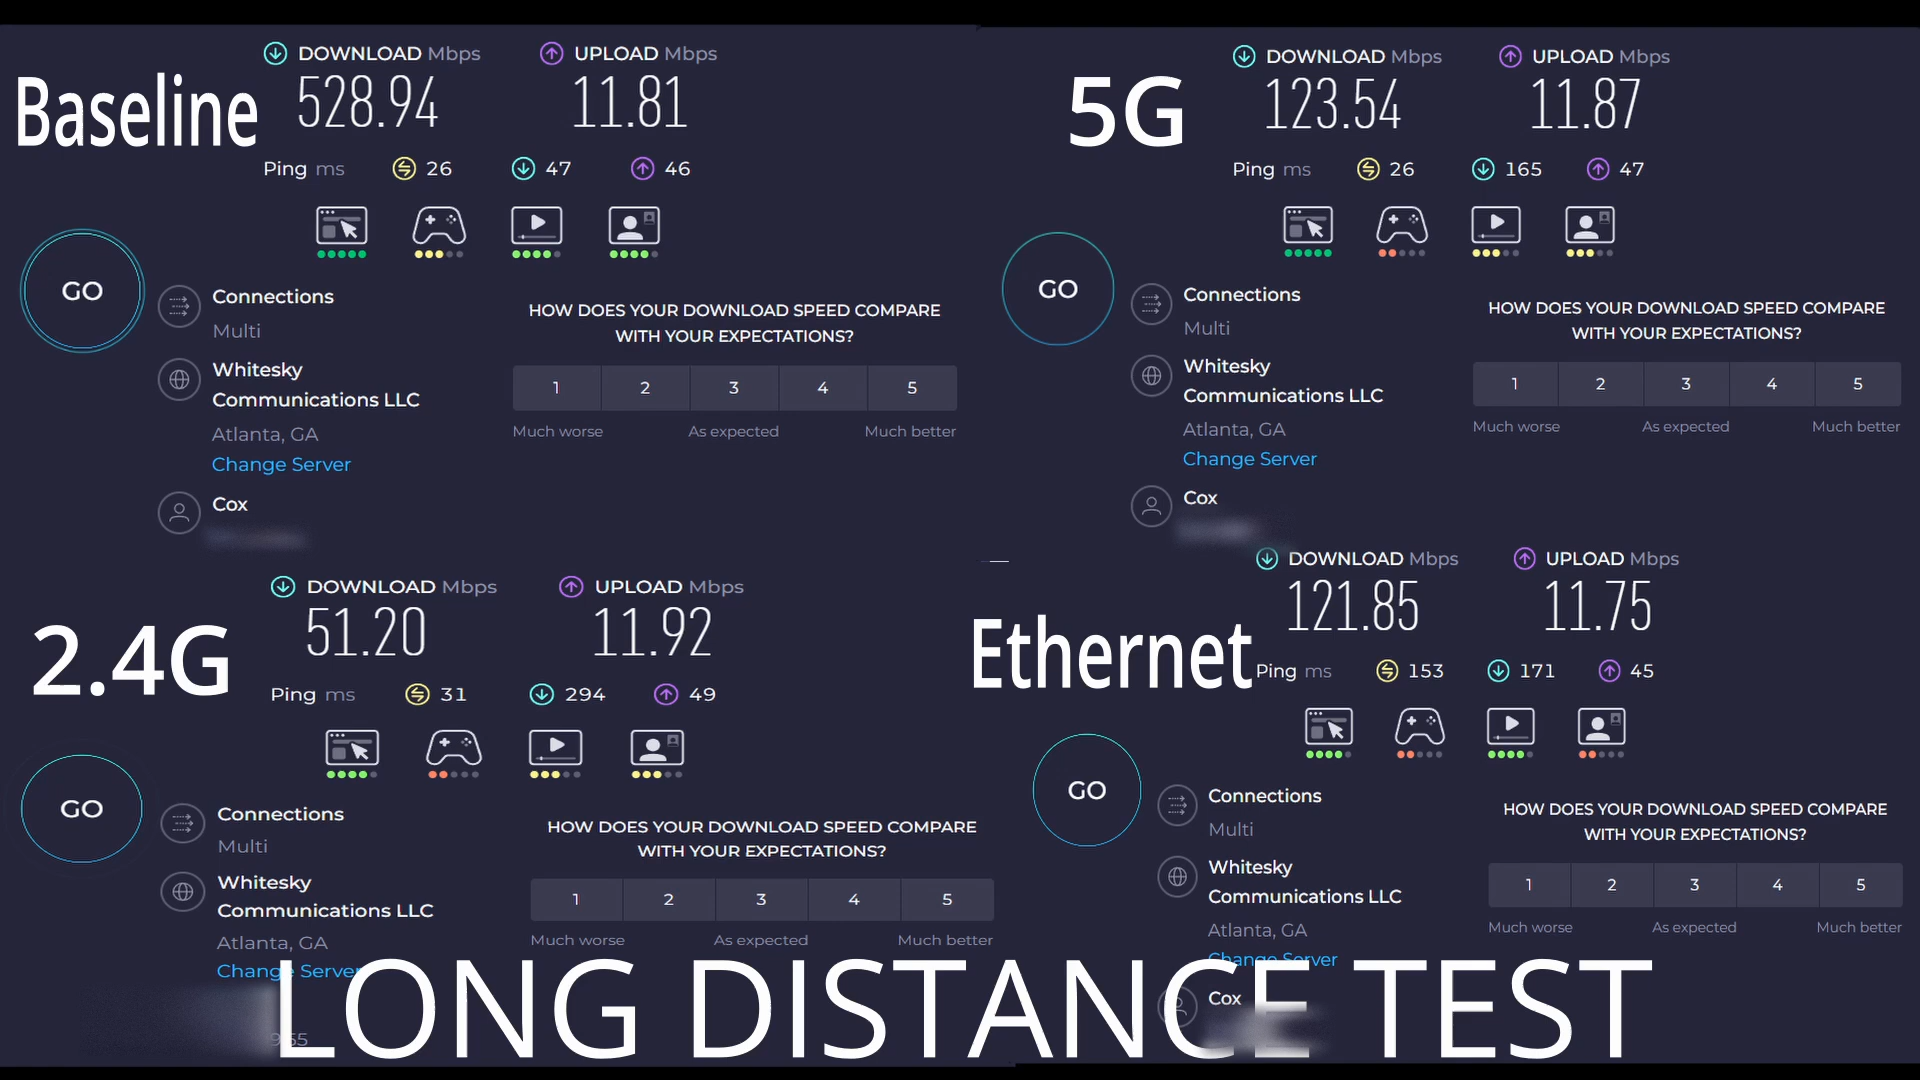 Baseline
DOWNLOAD Mbps
528.94
UPLOAD Mbps
11.81
Ping ms 26 47 46
GO
Connections
Multi
Whitesky
Communications LLC
Atlanta, GA
Change Server
Cox
HOW DOES YOUR DOWNLOAD SPEED COMPARE
WITH YOUR EXPECTATIONS?
1 2 3 4 5
Much worse As expected Much better
5G
DOWNLOAD Mbps
123.54
UPLOAD Mbps
11.87
Ping ms 26 165 47
GO
Connections
Multi
Whitesky
Communications LLC
Atlanta, GA
Change Server
Cox
HOW DOES YOUR DOWNLOAD SPEED COMPARE
WITH YOUR EXPECTATIONS?
1 2 3 4 5
Much worse As expected Much better
2.4G
DOWNLOAD Mbps
51.20
UPLOAD Mbps
11.92
Ping ms 31 294 49
GO
Connections
Multi
Whitesky
Communications LLC
Atlanta, GA
Change Server
HOW DOES YOUR DOWNLOAD SPEED COMPARE
WITH YOUR EXPECTATIONS?
1 2 3 4 5
Much worse As expected Much better
Ethernet
DOWNLOAD Mbps
121.85
UPLOAD Mbps
11.75
Ping ms 153 171 45
GO
Connections
Multi
Whitesky
Communications LLC
Atlanta, GA
Change Server
Cox
HOW DOES YOUR DOWNLOAD SPEED COMPARE
WITH YOUR EXPECTATIONS?
1 2 3 4 5
Much worse As expected Much better
LONG DISTANCE TEST